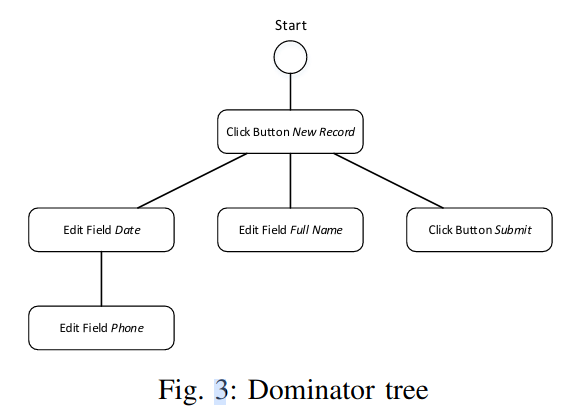 Start
Click Button New Record
Edit Field Date
Edit Field Full Name
Click Button Submit
Edit Field Phone
Fig. 3: Dominator tree